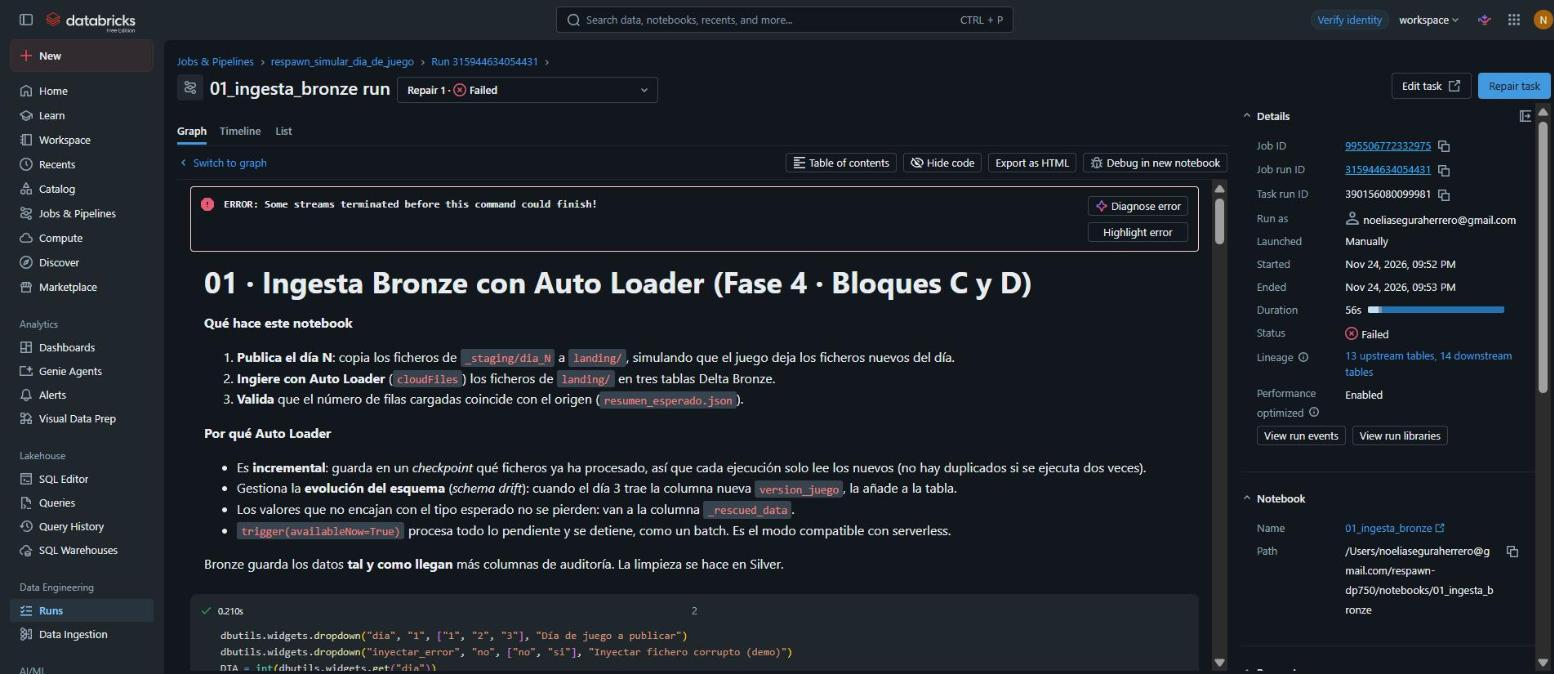 databricks
Free Edition
Search data, notebooks, recents, and more...
CTRL + P
Verify identity
workspace
N
New
Home
Learn
Workspace
Recents
Catalog
Jobs & Pipelines
Compute
Discover
Marketplace
Analytics
Dashboards
Genie Agents
Alerts
Visual Data Prep
Lakehouse
SQL Editor
Queries
Query History
SQL Warehouses
Data Engineering
Runs
Data Ingestion
AI/ML
Jobs & Pipelines > respawn_simular_dia_de_juego > Run 315944634054431 >
01_ingesta_bronze run
Repair 1 · Failed
Edit task
Repair task
Graph
Timeline
List
Switch to graph
Table of contents
Hide code
Export as HTML
Debug in new notebook
ERROR: Some streams terminated before this command could finish!
Diagnose error
Highlight error
01 · Ingesta Bronze con Auto Loader (Fase 4 · Bloques C y D)
Qué hace este notebook
1. Publica el día N: copia los ficheros de _staging/dia_N a landing/, simulando que el juego deja los ficheros nuevos del día.
2. Ingiere con Auto Loader (cloudFiles) los ficheros de landing/ en tres tablas Delta Bronze.
3. Valida que el número de filas cargadas coincide con el origen (resumen_esperado.json).
Por qué Auto Loader
• Es incremental: guarda en un checkpoint qué ficheros ya ha procesado, así que cada ejecución solo lee los nuevos (no hay duplicados si se ejecuta dos veces).
• Gestiona la evolución del esquema (schema drift): cuando el día 3 trae la columna nueva version_juego, la añade a la tabla.
• Los valores que no encajan con el tipo esperado no se pierden: van a la columna _rescued_data.
• trigger(availableNow=True) procesa todo lo pendiente y se detiene, como un batch. Es el modo compatible con serverless.
Bronze guarda los datos tal y como llegan más columnas de auditoría. La limpieza se hace en Silver.
0.210s
2
dbutils.widgets.dropdown("dia", "1", ["1", "2", "3"], "Día de juego a publicar")
dbutils.widgets.dropdown("inyectar_error", "no", ["no", "si"], "Inyectar fichero corrupto (demo)")
DIA = int(dbutils.widgets.get("dia"))
Details
Job ID
995506772332975
Job run ID
315944634054431
Task run ID
390156080099981
Run as
noeliaseguraherrero@gmail.com
Launched
Manually
Started
Nov 24, 2026, 09:52 PM
Ended
Nov 24, 2026, 09:53 PM
Duration
56s
Status
Failed
Lineage
13 upstream tables, 14 downstream
tables
Performance
optimized
Enabled
View run events
View run libraries
Notebook
Name
01_ingesta_bronze
Path
/Users/noeliaseguraherrero@g
mail.com/respawn-
dp750/notebooks/01_ingesta_b
ronze